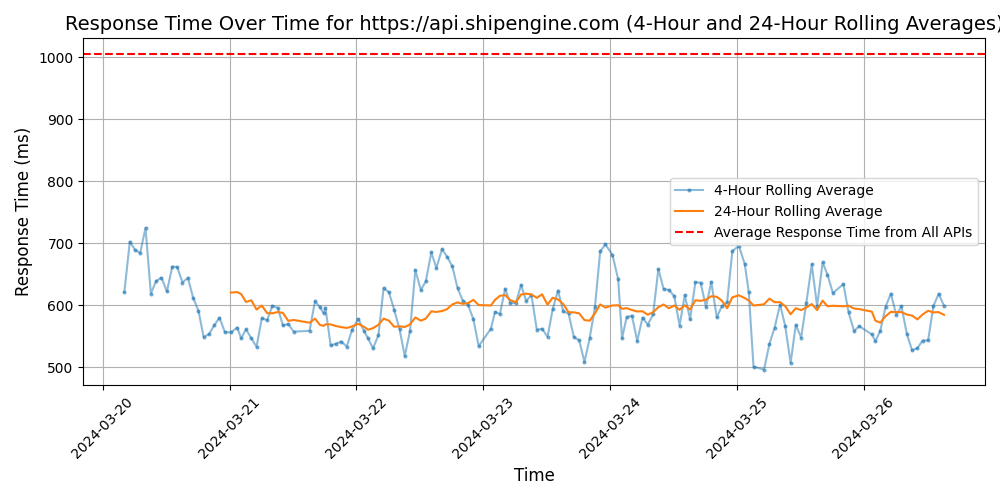 Response Time Over Time for https://api.shipengine.com (4-Hour and 24-Hour Rolling Averages)
Response Time (ms)
1000
900
800
700
600
500
4-Hour Rolling Average
24-Hour Rolling Average
Average Response Time from All APIs
2024-03-20
2024-03-21
2024-03-22
2024-03-23
2024-03-24
2024-03-25
2024-03-26
Time